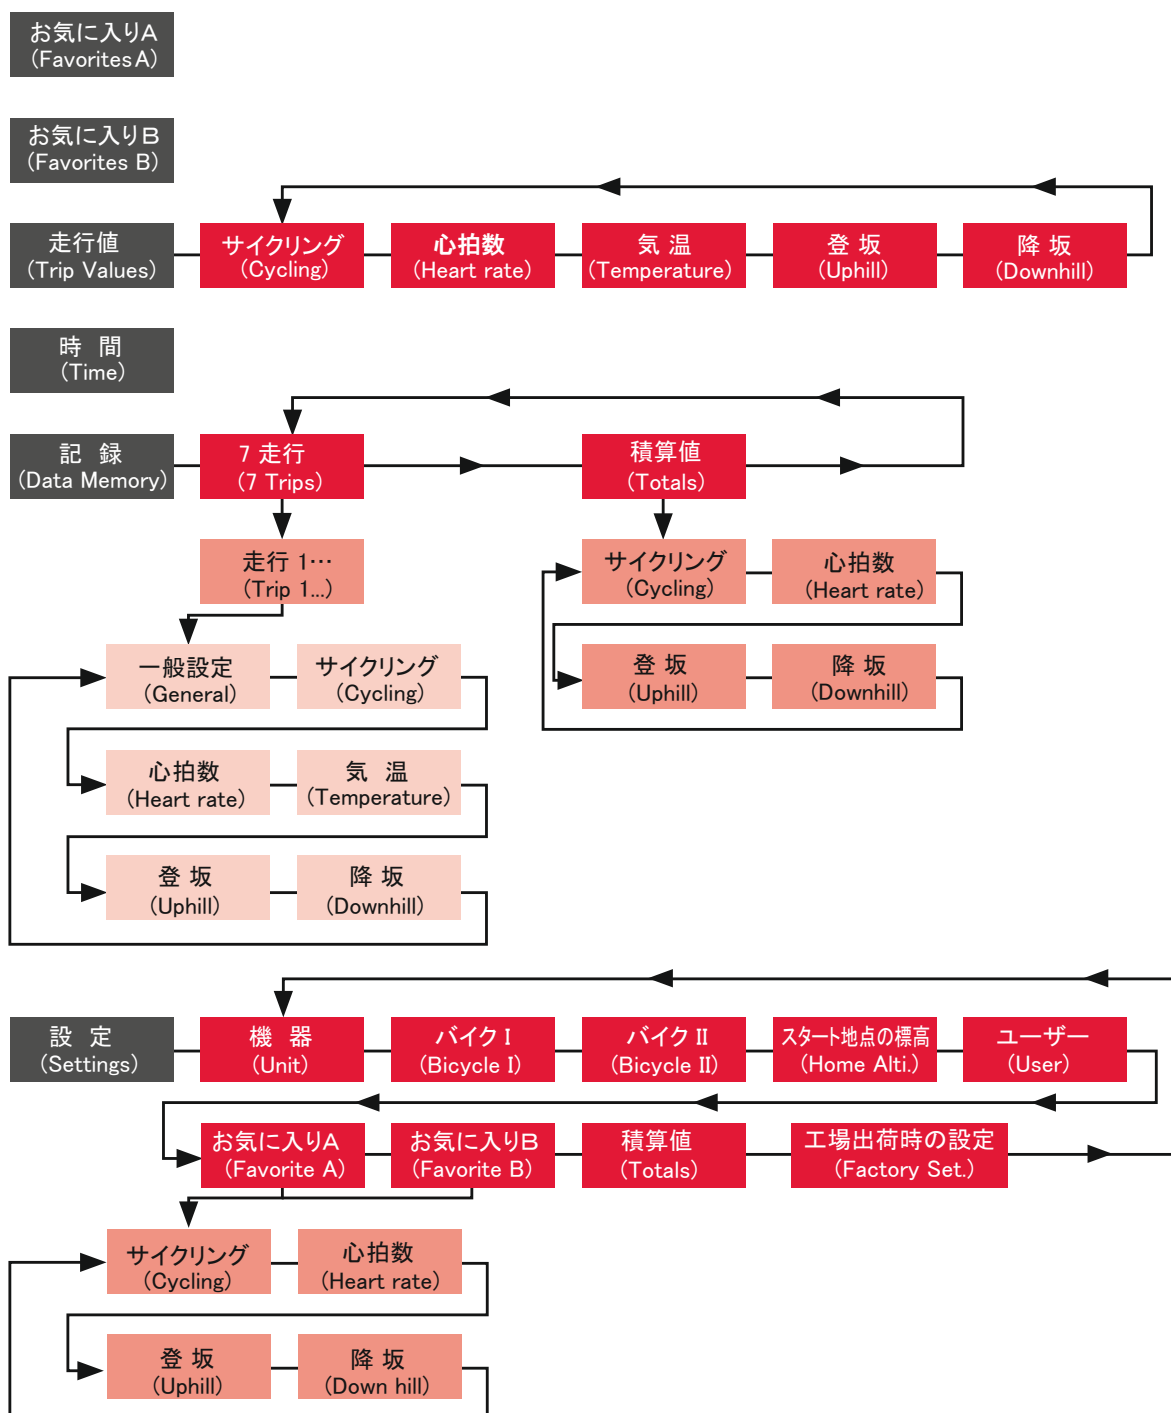 お気に入りA
(Favorites A)
お気に入りB
(Favorites B)
走行値
(Trip Values)
サイクリング
(Cycling)
心拍数
(Heart rate)
気 温
(Temperature)
登 坂
(Uphill)
降 坂
(Downhill)
時 間
(Time)
記 録
(Data Memory)
7 走行
(7 Trips)
積算値
(Totals)
走行 1…
(Trip 1...)
サイクリング
(Cycling)
心拍数
(Heart rate)
登 坂
(Uphill)
降 坂
(Downhill)
一般設定
(General)
サイクリング
(Cycling)
心拍数
(Heart rate)
気 温
(Temperature)
登 坂
(Uphill)
降 坂
(Downhill)
設 定
(Settings)
機 器
(Unit)
バイク I
(Bicycle I)
バイク II
(Bicycle II)
スタート地点の標高
(Home Alti.)
ユーザー
(User)
お気に入りA
(Favorite A)
お気に入りB
(Favorite B)
積算値
(Totals)
工場出荷時の設定
(Factory Set.)
サイクリング
(Cycling)
心拍数
(Heart rate)
登 坂
(Uphill)
降 坂
(Down hill)